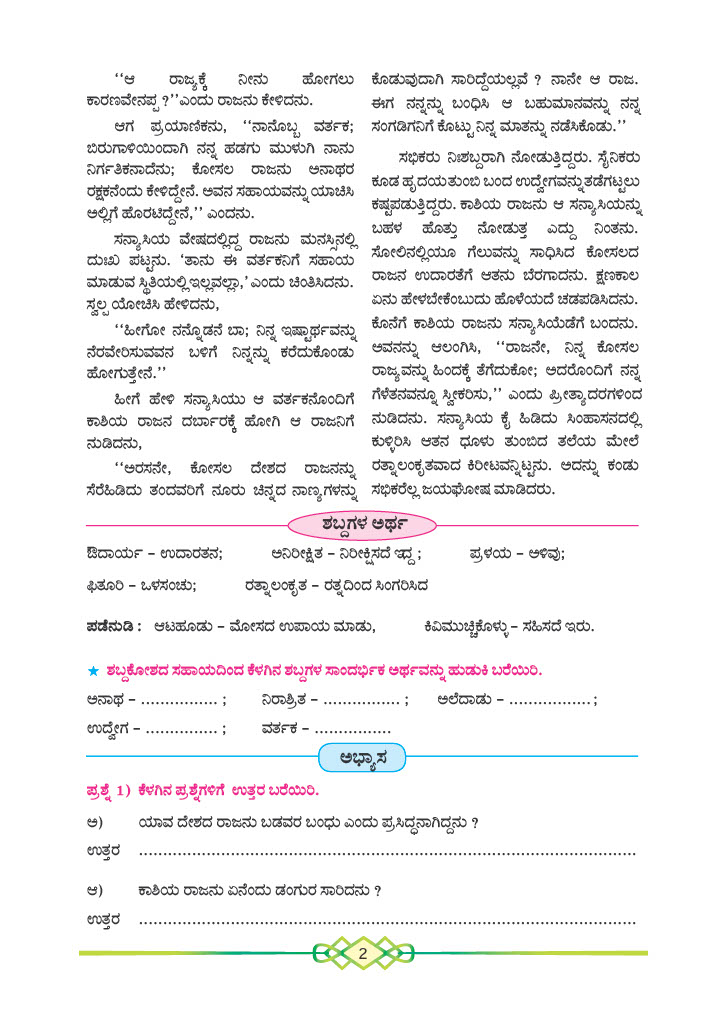 ‘‘ಆ ರಾಜ್ಯಕ್ಕೆ ನೀನು ಹೋಗಲು
ಕಾರಣವೇನಪ್ಪ ?’’ಎಂದು ರಾಜನು ಕೇಳಿದನು.
ಆಗ ಪ್ರಯಾಣಿಕನು, ‘‘ನಾನೊಬ್ಬ ವರ್ತಕ;
ಬಿರುಗಾಳಿಯಿಂದಾಗಿ ನನ್ನ ಹಡಗು ಮುಳುಗಿ ನಾನು
ನಿರ್ಗತಿಕನಾದೆನು; ಕೋಸಲ ರಾಜನು ಅನಾಥರ
ರಕ್ಷಕನೆಂದು ಕೇಳಿದ್ದೇನೆ. ಅವನ ಸಹಾಯವನ್ನು ಯಾಚಿಸಿ
ಅಲ್ಲಿಗೆ ಹೊರಟಿದ್ದೇನೆ,’’ ಎಂದನು.
ಸನ್ಯಾಸಿಯ ವೇಷದಲ್ಲಿದ್ದ ರಾಜನು ಮನಸ್ಸಿನಲ್ಲಿ
ದುಃಖ ಪಟ್ಟನು. ‘ತಾನು ಈ ವರ್ತಕನಿಗೆ ಸಹಾಯ
ಮಾಡುವ ಸ್ಥಿತಿಯಲ್ಲಿ ಇಲ್ಲವಲ್ಲಾ,’ ಎಂದು ಚಿಂತಿಸಿದನು.
ಸ್ವಲ್ಪ ಯೋಚಿಸಿ ಹೇಳಿದನು,
‘‘ಹೀಗೋ ನನ್ನೊಡನೆ ಬಾ; ನಿನ್ನ ಇಷ್ಟಾರ್ಥವನ್ನು
ನೆರವೇರಿಸುವವನ ಬಳಿಗೆ ನಿನ್ನನ್ನು ಕರೆದುಕೊಂಡು
ಹೋಗುತ್ತೇನೆ.’’
ಹೀಗೆ ಹೇಳಿ ಸನ್ಯಾಸಿಯು ಆ ವರ್ತಕನೊಂದಿಗೆ
ಕಾಶಿಯ ರಾಜನ ದರ್ಬಾರಕ್ಕೆ ಹೋಗಿ ಆ ರಾಜನಿಗೆ
ನುಡಿದನು,
‘‘ಅರಸನೇ, ಕೋಸಲ ದೇಶದ ರಾಜನನ್ನು
ಸೆರೆಹಿಡಿದು ತಂದವರಿಗೆ ನೂರು ಚಿನ್ನದ ನಾಣ್ಯಗಳನ್ನು
ಕೊಡುವುದಾಗಿ ಸಾರಿದ್ದೆಯಲ್ಲವೆ ? ನಾನೇ ಆ ರಾಜ.
ಈಗ ನನ್ನನ್ನು ಬಂಧಿಸಿ ಆ ಬಹುಮಾನವನ್ನು ನನ್ನ
ಸಂಗಡಿಗನಿಗೆ ಕೊಟ್ಟು ನಿನ್ನ ಮಾತನ್ನು ನಡೆಸಿಕೊಡು.’’
ಸಭಿಕರು ನಿಃಶಬ್ದರಾಗಿ ನೋಡುತ್ತಿದ್ದರು. ಸೈನಿಕರು
ಕೂಡ ಹೃದಯತುಂಬಿ ಬಂದ ಉದ್ವೇಗವನ್ನು ತಡೆಗಟ್ಟಲು
ಕಷ್ಟಪಡುತ್ತಿದ್ದರು. ಕಾಶಿಯ ರಾಜನು ಆ ಸನ್ಯಾಸಿಯನ್ನು
ಬಹಳ ಹೊತ್ತು ನೋಡುತ್ತ ಎದ್ದು ನಿಂತನು.
ಸೋಲಿನಲ್ಲಿಯೂ ಗೆಲುವನ್ನು ಸಾಧಿಸಿದ ಕೋಸಲದ
ರಾಜನ ಉದಾರತೆಗೆ ಆತನು ಬೆರಗಾದನು. ಕ್ಷಣಕಾಲ
ಏನು ಹೇಳಬೇಕೆಂಬುದು ಹೊಳೆಯದೆ ಚಡಪಡಿಸಿದನು.
ಕೊನೆಗೆ ಕಾಶಿಯ ರಾಜನು ಸನ್ಯಾಸಿಯೆಡೆಗೆ ಬಂದನು.
ಅವನನ್ನು ಆಲಂಗಿಸಿ, ‘‘ರಾಜನೇ, ನಿನ್ನ ಕೋಸಲ
ರಾಜ್ಯವನ್ನು ಹಿಂದಕ್ಕೆ ತೆಗೆದುಕೋ; ಅದರೊಂದಿಗೆ ನನ್ನ
ಗೆಳೆತನವನ್ನೂ ಸ್ವೀಕರಿಸು,’’ ಎಂದು ಪ್ರೀತ್ಯಾದರಗಳಿಂದ
ನುಡಿದನು. ಸನ್ಯಾಸಿಯ ಕೈ ಹಿಡಿದು ಸಿಂಹಾಸನದಲ್ಲಿ
ಕುಳ್ಳಿರಿಸಿ ಆತನ ಧೂಳು ತುಂಬಿದ ತಲೆಯ ಮೇಲೆ
ರತ್ನಾಲಂಕೃತವಾದ ಕಿರೀಟವನ್ನಿಟ್ಟನು. ಅದನ್ನು ಕಂಡು
ಸಭಿಕರೆಲ್ಲ ಜಯಘೋಷ ಮಾಡಿದರು.
ಶಬ್ದಗಳ ಅರ್ಥ
ಔದಾರ್ಯ – ಉದಾರತನ; ಅನಿರೀಕ್ಷಿತ – ನಿರೀಕ್ಷಿಸದೆ ಇದ್ದ ; ಪ್ರಳಯ – ಅಳಿವು;
ಫಿತೂರಿ – ಒಳಸಂಚು; ರತ್ನಾಲಂಕೃತ – ರತ್ನದಿಂದ ಸಿಂಗರಿಸಿದ
ಪಡೆನುಡಿ : ಆಟಹೂಡು – ಮೋಸದ ಉಪಾಯ ಮಾಡು, ಕಿವಿಮುಚ್ಚಿಕೊಳ್ಳು – ಸಹಿಸದೆ ಇರು.
★ ಶಬ್ದಕೋಶದ ಸಹಾಯದಿಂದ ಕೆಳಗಿನ ಶಬ್ದಗಳ ಸಾಂದರ್ಭಿಕ ಅರ್ಥವನ್ನು ಹುಡುಕಿ ಬರೆಯಿರಿ.
ಅನಾಥ – ................ ; ನಿರಾಶ್ರಿತ – ................ ; ಅಲೆದಾಡು – .................;
ಉದ್ವೇಗ – ............... ; ವರ್ತಕ – ................
ಅಭ್ಯಾಸ
ಪ್ರಶ್ನೆ 1) ಕೆಳಗಿನ ಪ್ರಶ್ನೆಗಳಿಗೆ ಉತ್ತರ ಬರೆಯಿರಿ.
ಅ) ಯಾವ ದೇಶದ ರಾಜನು ಬಡವರ ಬಂಧು ಎಂದು ಪ್ರಸಿದ್ಧನಾಗಿದ್ದನು ?
ಉತ್ತರ ........................................................................................................
ಆ) ಕಾಶಿಯ ರಾಜನು ಏನೆಂದು ಡಂಗುರ ಸಾರಿದನು ?
ಉತ್ತರ ........................................................................................................
2